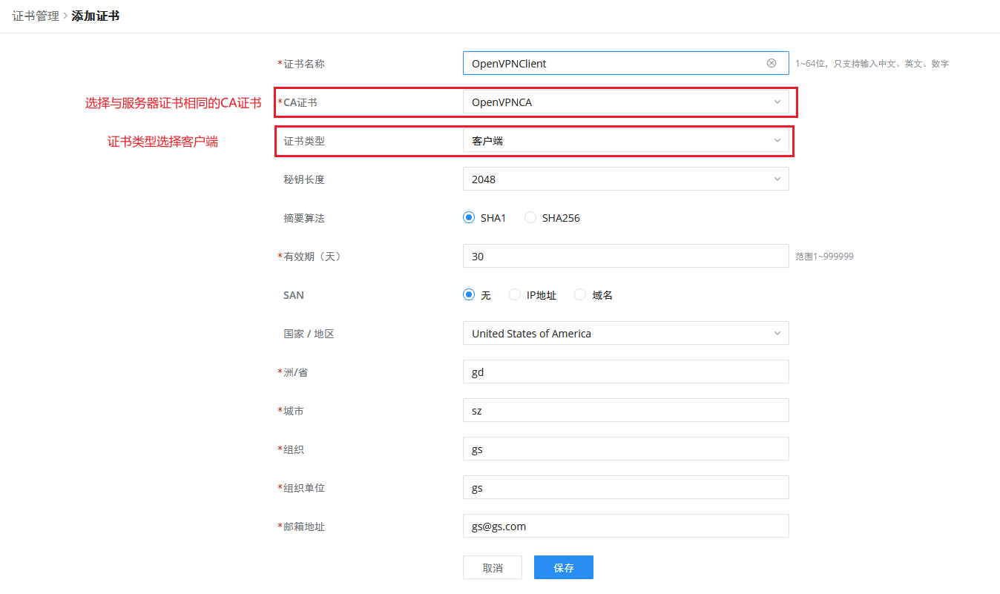 证书管理 > 添加证书
*证书名称 OpenVPNClient 1~64位，只支持输入中文、英文、数字
选择与服务器证书相同的CA证书 *CA证书 OpenVPNCA
证书类型选择客户端 证书类型 客户端
秘钥长度 2048
摘要算法 SHA1 SHA256
*有效期（天） 30 范围1~999999
SAN 无 IP地址 域名
国家 / 地区 United States of America
*洲/省 gd
*城市 sz
*组织 gs
*组织单位 gs
*邮箱地址 gs@gs.com
取消 保存